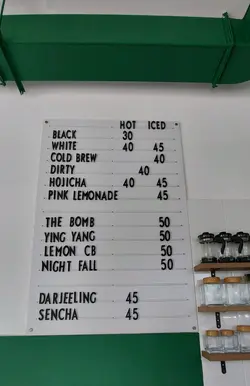 HOT ICED
BLACK 30
WHITE 40 45
COLD BREW 40
DIRTY 40
HOJICHA 40 45
PINK LEMONADE 45
THE BOMB 50
YING YANG 50
LEMON CB 50
NIGHT FALL 50
DARJEELING 45
SENCHA 45